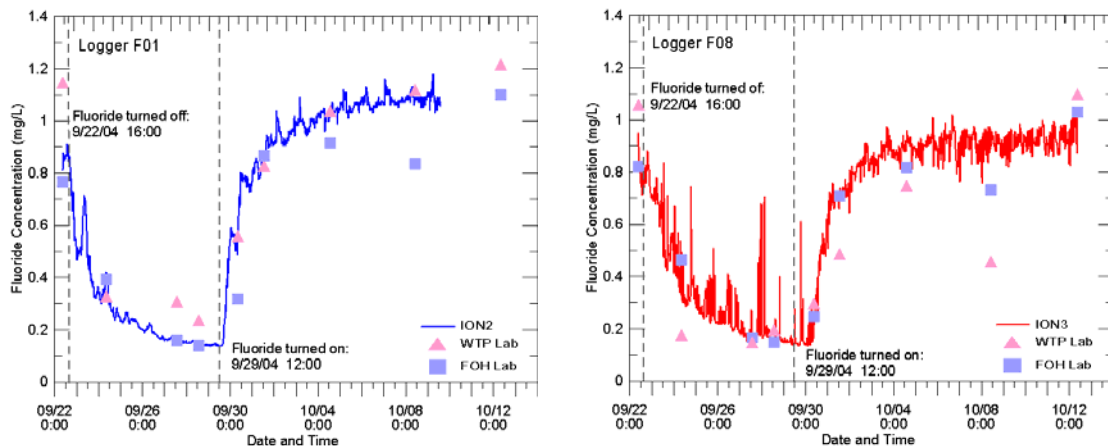 1.4
1.2
1
0.8
0.6
0.4
0.2
0
Fluoride Concentration (mg/L)
Logger F01
Fluoride turned off:
9/22/04 16:00
Fluoride turned on:
9/29/04 12:00
ION2
WTP Lab
FOH Lab
09/22 09/26 09/30 10/04 10/08 10/12
0:00 0:00 0:00 0:00 0:00 0:00
Date and Time
1.4
1.2
1
0.8
0.6
0.4
0.2
0
Fluoride Concentration (mg/L)
Logger F08
Fluoride turned of:
9/22/04 16:00
Fluoride turned on:
9/29/04 12:00
ION3
WTP Lab
FOH Lab
09/22 09/26 09/30 10/04 10/08 10/12
0:00 0:00 0:00 0:00 0:00 0:00
Date and Time